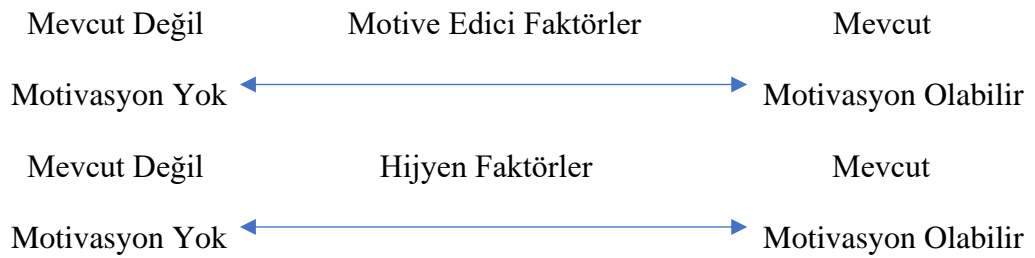 Mevcut Değil Motive Edici Faktörler Mevcut
Motivasyon Yok Motivasyon Olabilir
Mevcut Değil Hijyen Faktörler Mevcut
Motivasyon Yok Motivasyon Olabilir